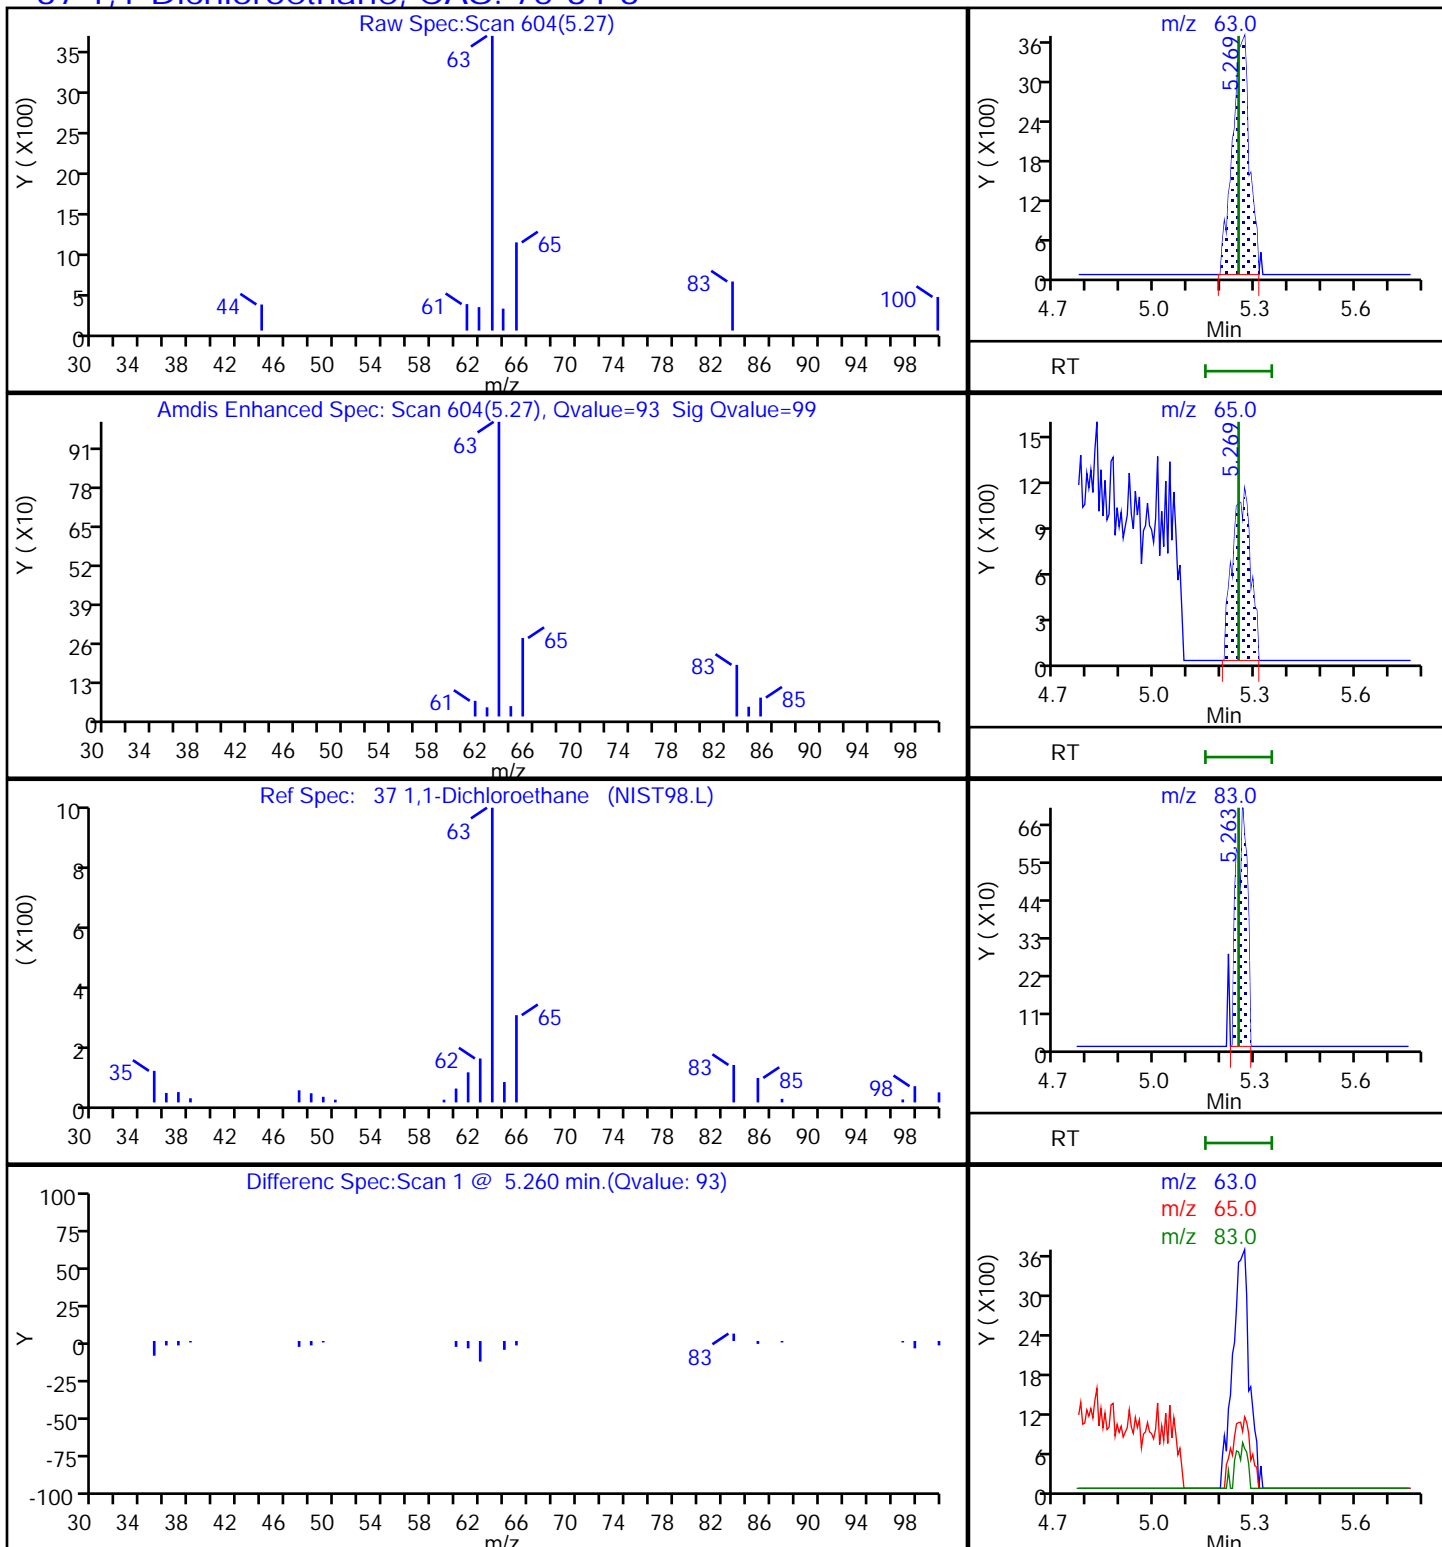 37 1,1-Dichloroethane, CAS: 75-34-3
Raw Spec:Scan 604(5.27)
Y ( X100)
35
30
25
20
15
10
5
0
63
65
44
61
83
100
30 34 38 42 46 50 54 58 62 66 70 74 78 82 86 90 94 98
m/z
m/z 63.0
Y ( X100)
36
30
24
18
12
6
0
5.269
4.7 5.0 5.3 5.6
Min
RT
Amdis Enhanced Spec: Scan 604(5.27), Qvalue=93 Sig Qvalue=99
Y ( X10)
91
78
65
52
39
26
13
0
63
65
61
83
85
30 34 38 42 46 50 54 58 62 66 70 74 78 82 86 90 94 98
m/z
m/z 65.0
Y ( X100)
15
12
9
6
3
0
5.269
4.7 5.0 5.3 5.6
Min
RT
Ref Spec: 37 1,1-Dichloroethane (NIST98.L)
( X100)
10
8
6
4
2
0
63
65
35
62
83
85
98
30 34 38 42 46 50 54 58 62 66 70 74 78 82 86 90 94 98
m/z 83.0
Y ( X10)
66
55
44
33
22
11
0
5.263
4.7 5.0 5.3 5.6
Min
RT
Differenc Spec:Scan 1 @ 5.260 min.(Qvalue: 93)
Y
100
75
50
25
0
-25
-50
-75
-100
83
30 34 38 42 46 50 54 58 62 66 70 74 78 82 86 90 94 98
m/z
m/z 63.0
m/z 65.0
m/z 83.0
Y ( X100)
36
30
24
18
12
6
0
4.7 5.0 5.3 5.6
Min